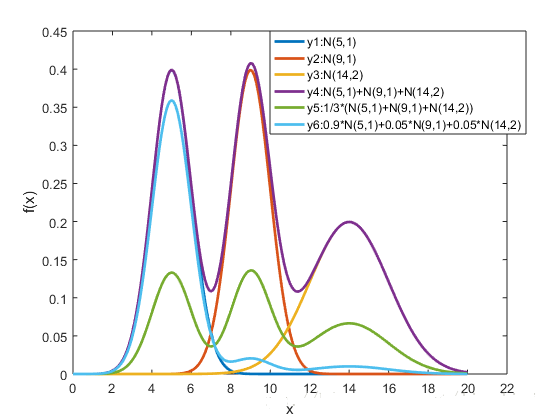 0.45
0.4
0.35
0.3
0.25
0.2
0.15
0.1
0.05
0
f(x)
y1:N(5,1)
y2:N(9,1)
y3:N(14,2)
y4:N(5,1)+N(9,1)+N(14,2)
y5:1/3*(N(5,1)+N(9,1)+N(14,2))
y6:0.9*N(5,1)+0.05*N(9,1)+0.05*N(14,2)
0 2 4 6 8 10 12 14 16 18 20 22
x